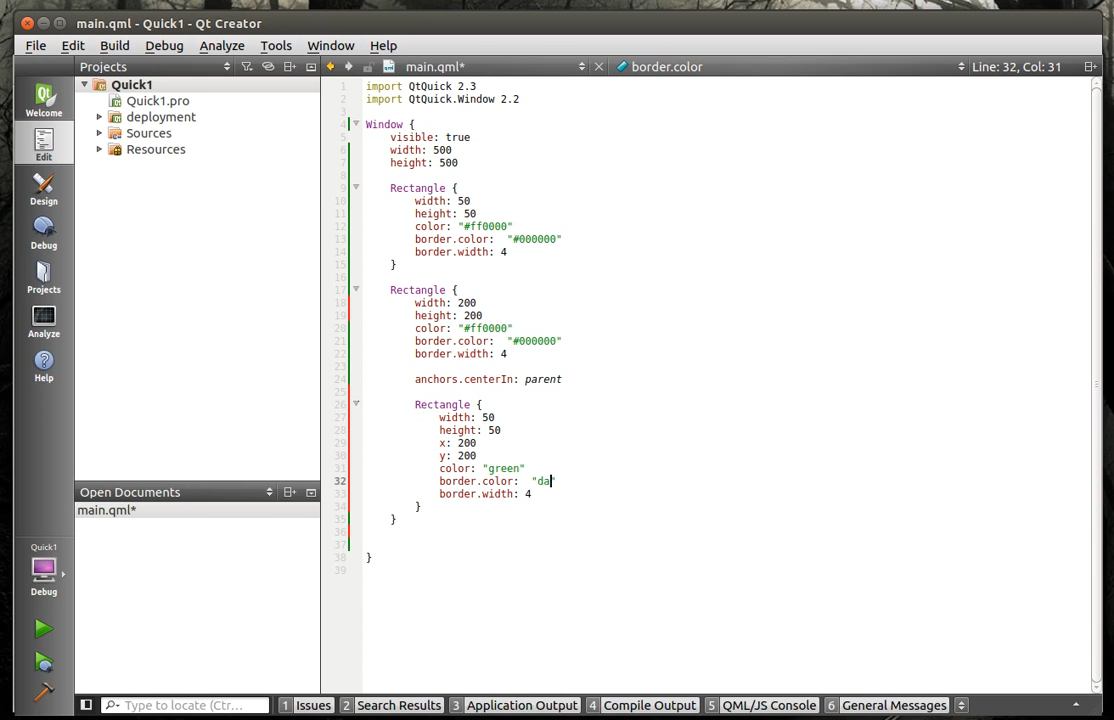 main.qml - Quick1 - Qt Creator
File Edit Build Debug Analyze Tools Window Help
Projects main.qml* border.color Line: 32, Col: 31
Welcome
Edit
Design
Debug
Projects
Analyze
Help
Quick1
Debug
Quick1
Quick1.pro
deployment
Sources
Resources
Open Documents
main.qml*
1 import QtQuick 2.3
2 import QtQuick.Window 2.2
3
4 Window {
5 visible: true
6 width: 500
7 height: 500
8
9 Rectangle {
10 width: 50
11 height: 50
12 color: "#ff0000"
13 border.color: "#000000"
14 border.width: 4
15 }
16
17 Rectangle {
18 width: 200
19 height: 200
20 color: "#ff0000"
21 border.color: "#000000"
22 border.width: 4
23
24 anchors.centerIn: parent
25
26 Rectangle {
27 width: 50
28 height: 50
29 x: 200
30 y: 200
31 color: "green"
32 border.color: "da"
33 border.width: 4
34 }
35 }
36
37
38 }
39
Type to locate (Ctr... 1 Issues 2 Search Results 3 Application Output 4 Compile Output 5 QML/JS Console 6 General Messages